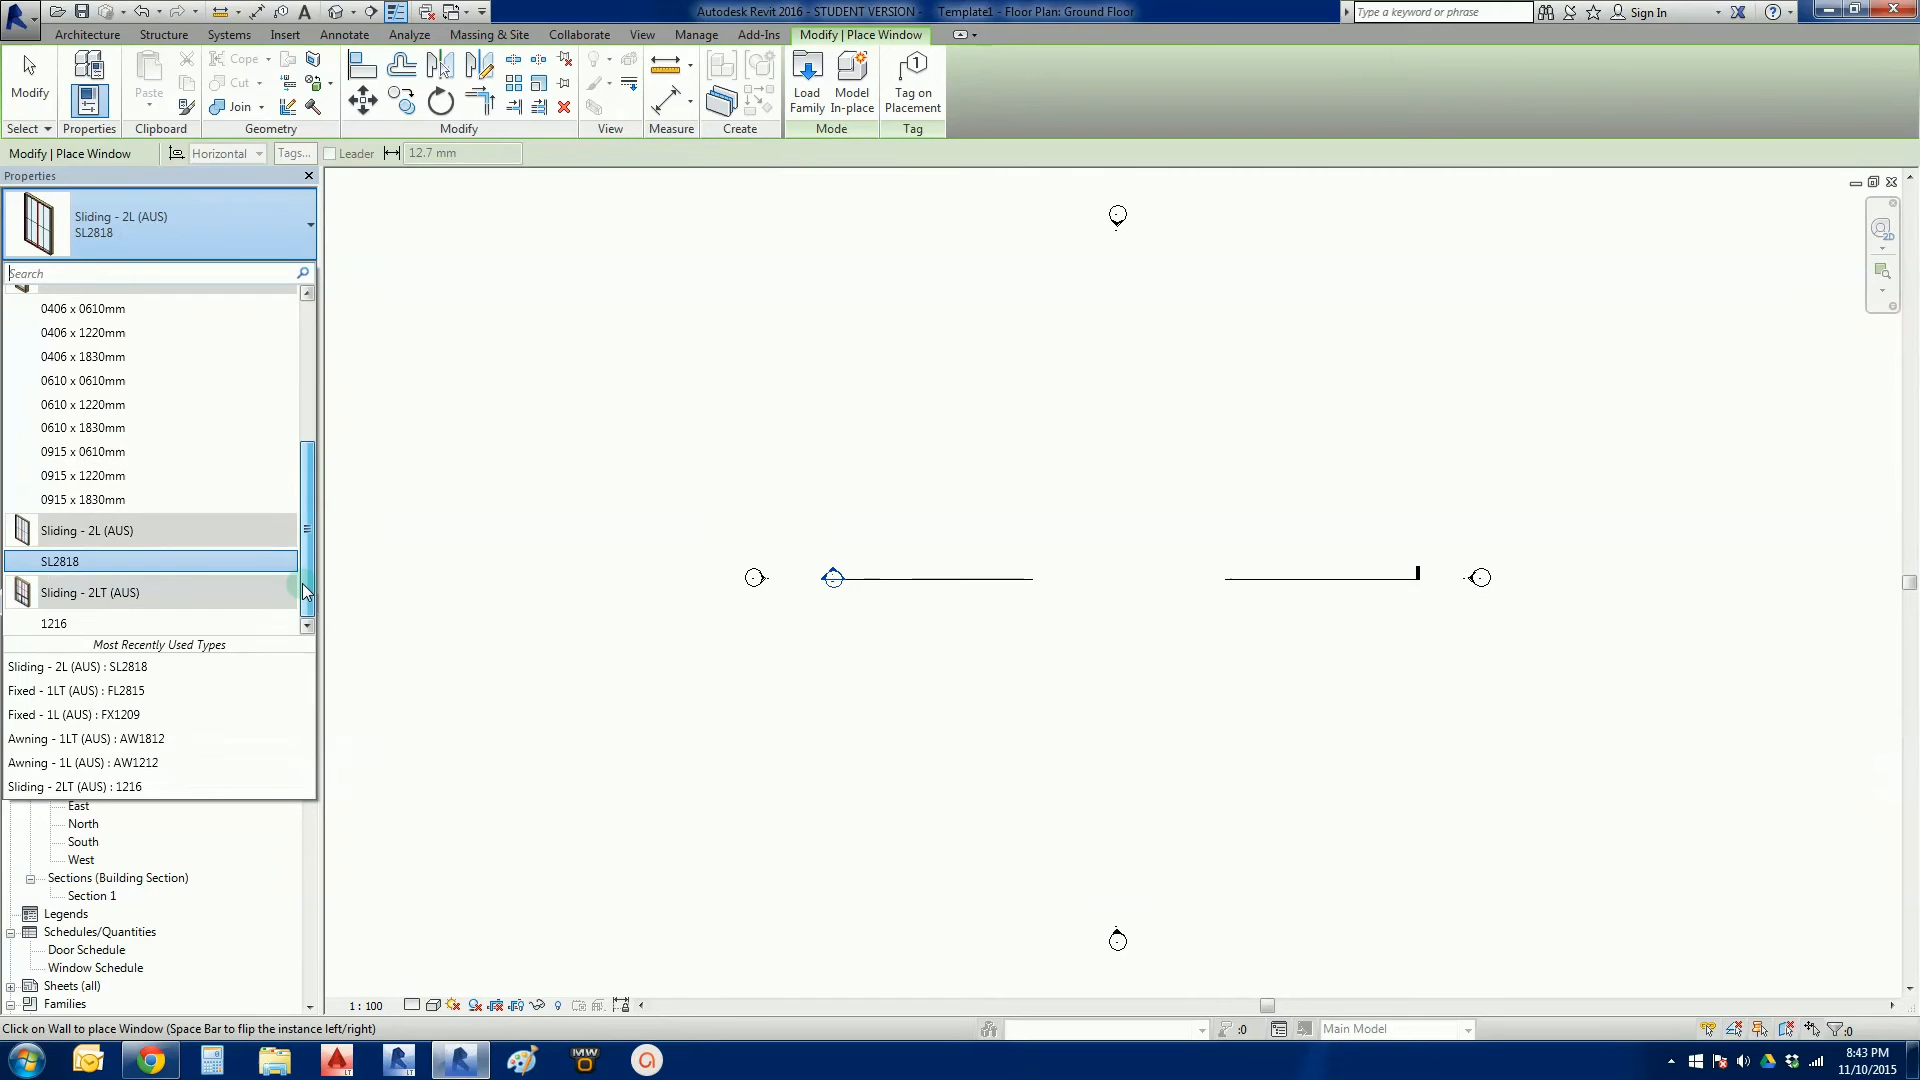 Autodesk Revit 2016 - STUDENT VERSION - Template1 - Floor Plan: Ground Floor
Type a keyword or phrase
Sign In
Architecture Structure Systems Insert Annotate Analyze Massing & Site Collaborate View Manage Add-Ins Modify | Place Window
Modify
Paste
Cope
Cut
Join
Load Family
Model In-place
Tag on Placement
Select Properties Clipboard Geometry Modify View Measure Create Mode Tag
Modify | Place Window Horizontal Tags... Leader 12.7 mm
Properties
Sliding - 2L (AUS)
SL2818
Search
0406 x 0610mm
0406 x 1220mm
0406 x 1830mm
0610 x 0610mm
0610 x 1220mm
0610 x 1830mm
0915 x 0610mm
0915 x 1220mm
0915 x 1830mm
Sliding - 2L (AUS)
SL2818
Sliding - 2LT (AUS)
1216
Most Recently Used Types
Sliding - 2L (AUS) : SL2818
Fixed - 1LT (AUS) : FL2815
Fixed - 1L (AUS) : FX1209
Awning - 1LT (AUS) : AW1812
Awning - 1L (AUS) : AW1212
Sliding - 2LT (AUS) : 1216
East
North
South
West
Sections (Building Section)
Section 1
Legends
Schedules/Quantities
Door Schedule
Window Schedule
Sheets (all)
Families
2D
1 : 100
Click on Wall to place Window (Space Bar to flip the instance left/right)
:0
Main Model
:0
LT
LT
MW
8:43 PM
11/10/2015